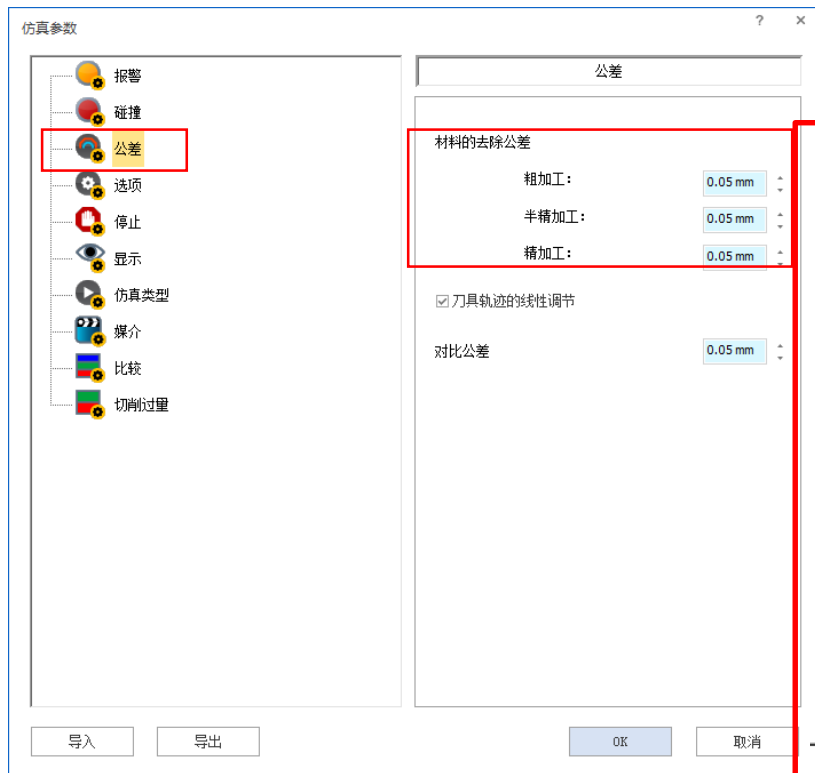 仿真参数
? ×
报警
碰撞
公差
选项
停止
显示
仿真类型
媒介
比较
切削过量
公差
材料的去除公差
粗加工: 0.05 mm
半精加工: 0.05 mm
精加工: 0.05 mm
刀具轨迹的线性调节
对比公差 0.05 mm
导入 导出 OK 取消